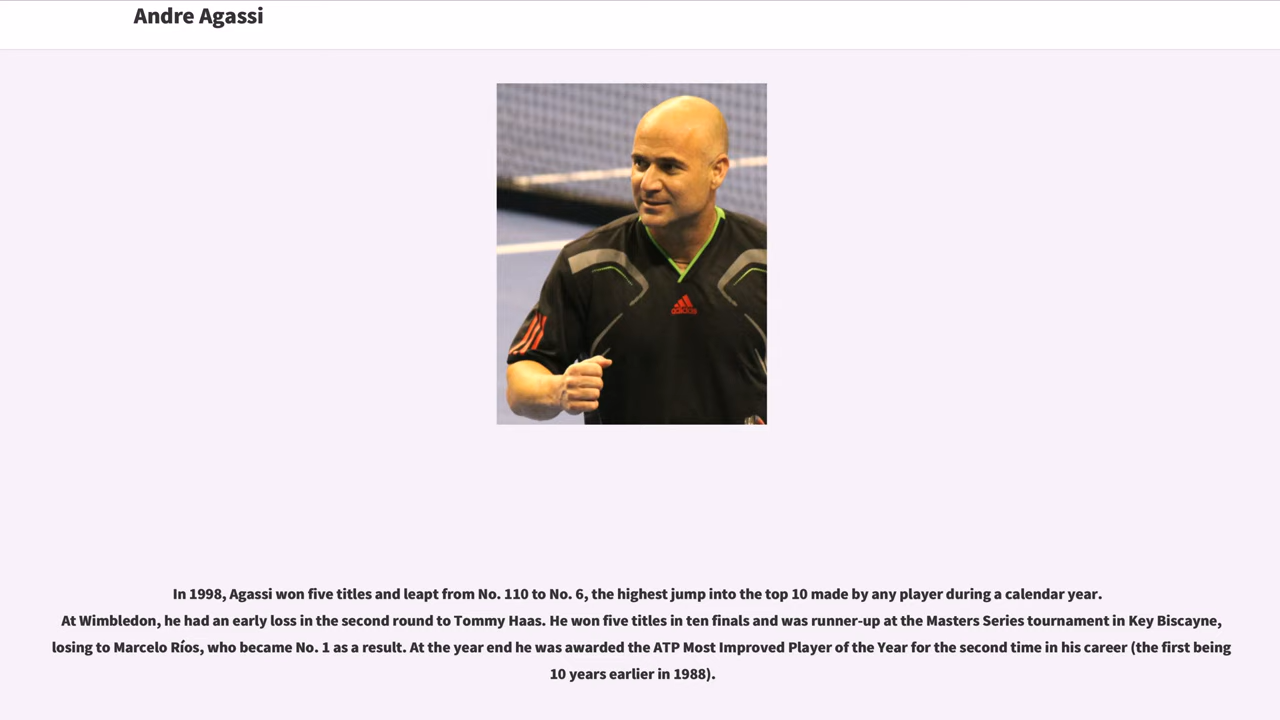 Andre Agassi
adidas
In 1998, Agassi won five titles and leapt from No. 110 to No. 6, the highest jump into the top 10 made by any player during a calendar year.
At Wimbledon, he had an early loss in the second round to Tommy Haas. He won five titles in ten finals and was runner-up at the Masters Series tournament in Key Biscayne,
losing to Marcelo Ríos, who became No. 1 as a result. At the year end he was awarded the ATP Most Improved Player of the Year for the second time in his career (the first being
10 years earlier in 1988).